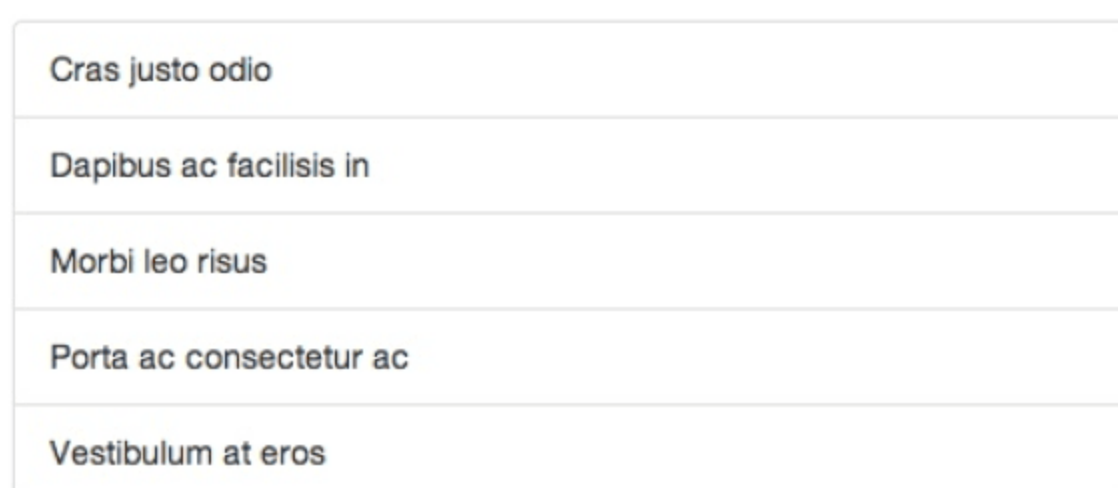 Cras justo odio
Dapibus ac facilisis in
Morbi leo risus
Porta ac consectetur ac
Vestibulum at eros